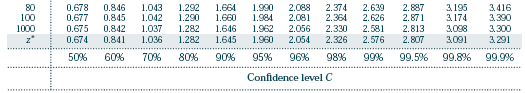 80 0.678 0.846 1.043 1.292 1.664 1.990 2.088 2.374 2.639 2.887 3.195 3.416
100 0.677 0.845 1.042 1.290 1.660 1.984 2.081 2.364 2.626 2.871 3.174 3.390
1000 0.675 0.842 1.037 1.282 1.646 1.962 2.056 2.330 2.581 2.813 3.098 3.300
z* 0.674 0.841 1.036 1.282 1.645 1.960 2.054 2.326 2.576 2.807 3.091 3.291
50% 60% 70% 80% 90% 95% 96% 98% 99% 99.5% 99.8% 99.9%
Confidence level C